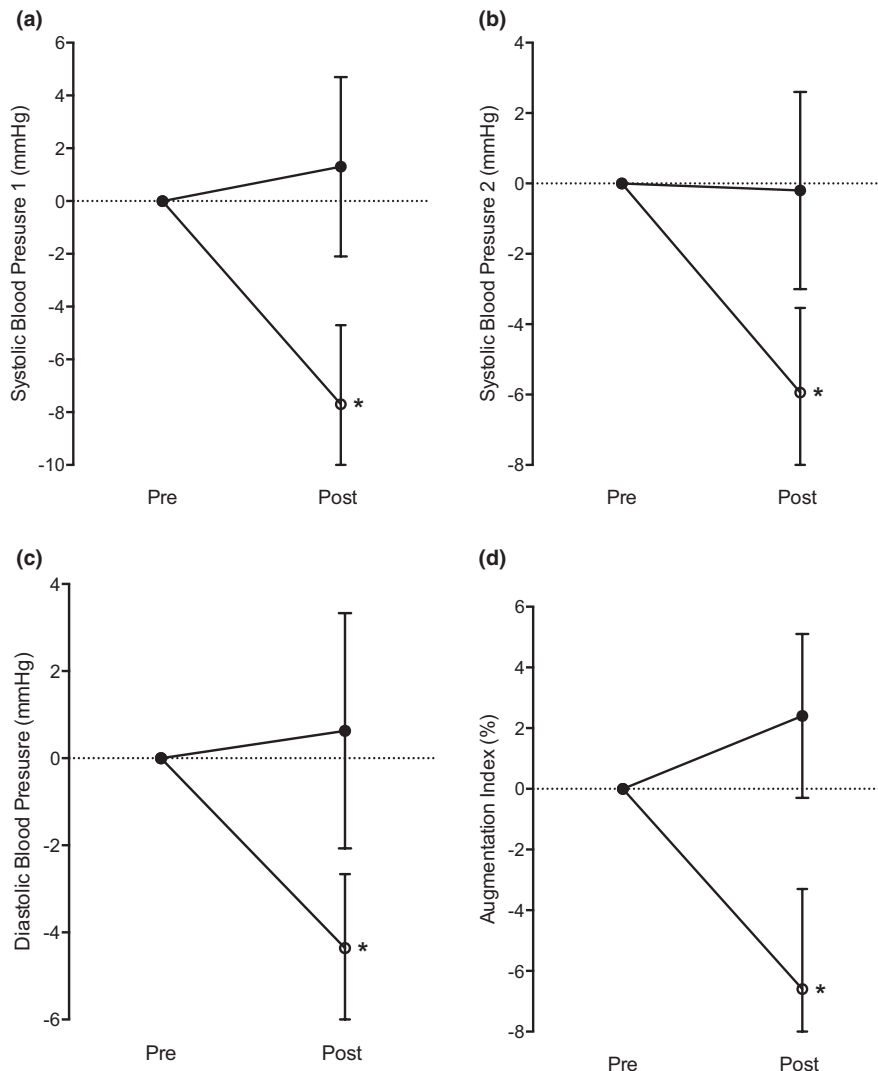 (a)
6
4
2
0
-2
-4
-6
-8
-10
Systolic Blood Presusre 1 (mmHg)
*
Pre Post
(b)
4
2
0
-2
-4
-6
-8
Systolic Blood Presusre 2 (mmHg)
*
Pre Post
(c)
4
2
0
-2
-4
-6
Diastolic Blood Presusre (mmHg)
*
Pre Post
(d)
6
4
2
0
-2
-4
-6
-8
Augmentation Index (%)
*
Pre Post